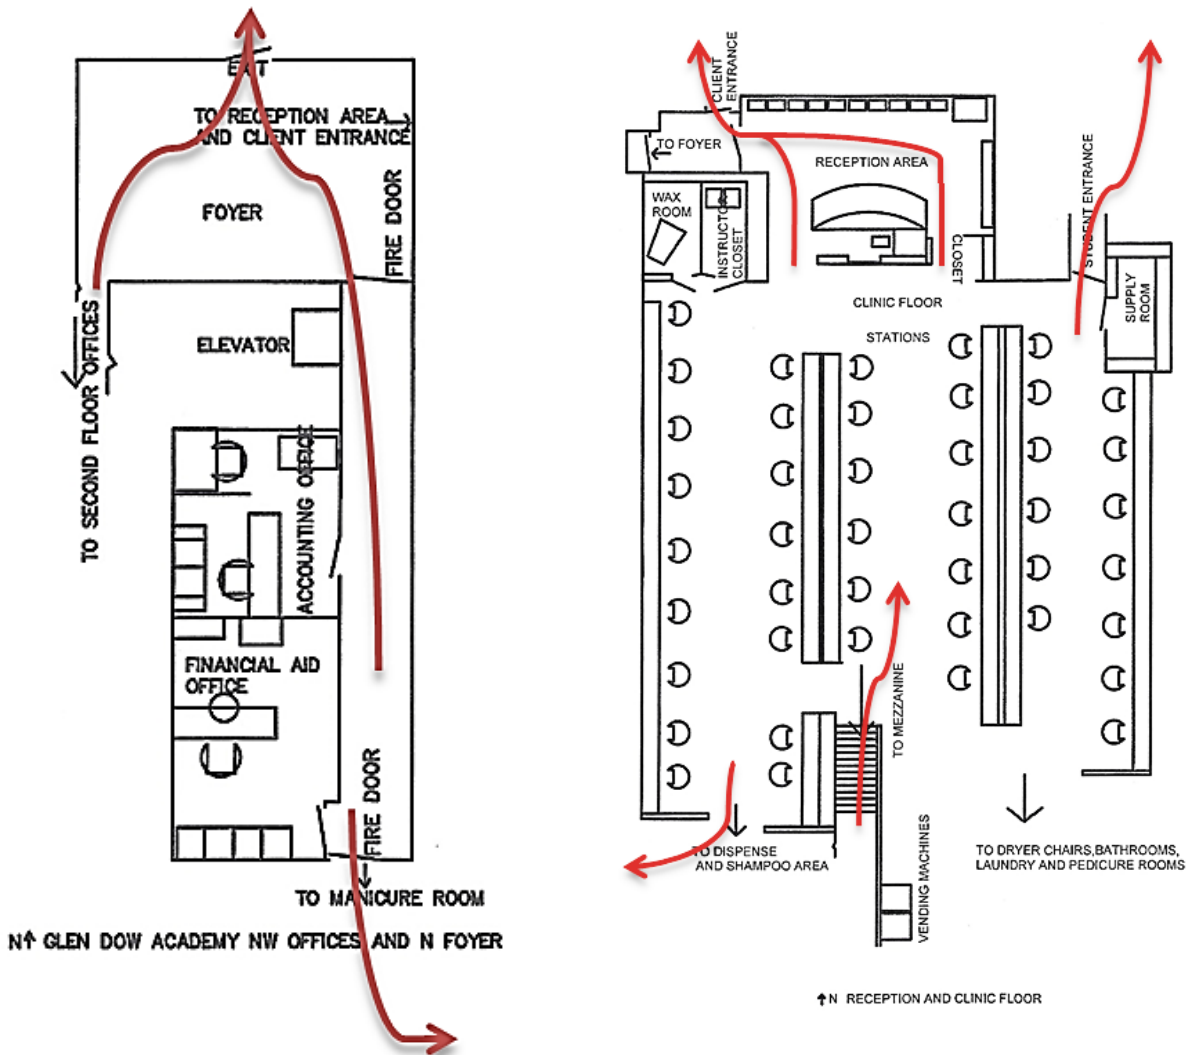 EXIT
TO RECEPTION AREA
AND CLIENT ENTRANCE
FOYER
FIRE DOOR
TO SECOND FLOOR OFFICES
ELEVATOR
ACCOUNTING OFFICE
FINANCIAL AID
OFFICE
FIRE DOOR
TO MANICURE ROOM
N↑ GLEN DOW ACADEMY NW OFFICES AND N FOYER
CLIENT
ENTRANCE
TO FOYER
RECEPTION AREA
STUDENT ENTRANCE
WAX
ROOM
INSTRUCTOR
CLOSET
CLOSET
SUPPLY
ROOM
CLINIC FLOOR
STATIONS
TO MEZZANINE
TO DISPENSE
AND SHAMPOO AREA
TO DRYER CHAIRS,BATHROOMS,
LAUNDRY AND PEDICURE ROOMS
VENDING MACHINES
↑N RECEPTION AND CLINIC FLOOR